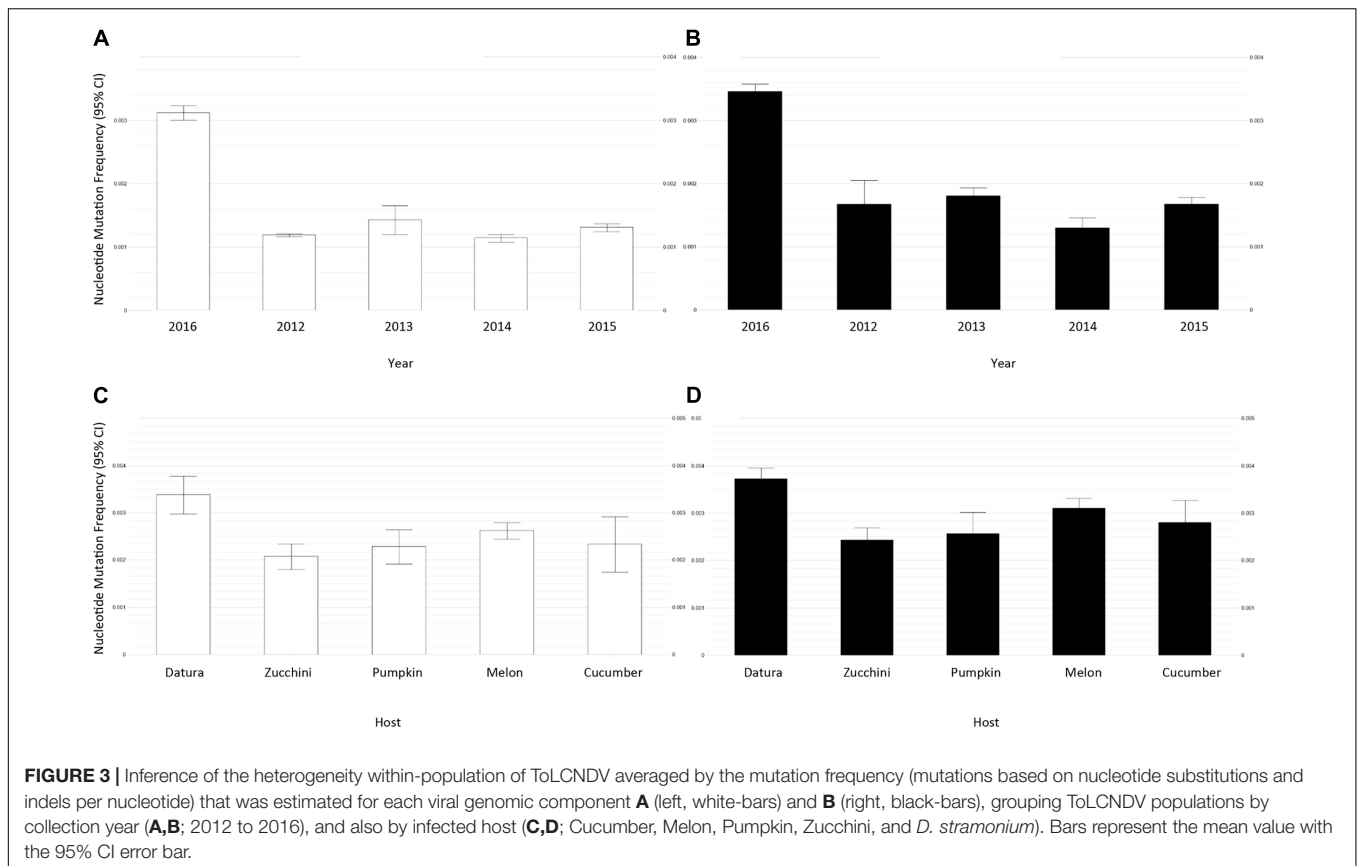 A
B
Nucleotide Mutation Frequency (95% CI)
0.003
0.002
0.001
0
0.004
0.003
0.002
0.001
0
0.004
0.003
0.002
0.001
0
0.004
0.003
0.002
0.001
0
2016 2012 2013 2014 2015
2016 2012 2013 2014 2015
Year
Year
C
D
Nucleotide Mutation Frequency (95% CI)
0.004
0.003
0.002
0.001
0
0.005
0.004
0.003
0.002
0.001
0
0.004
0.003
0.002
0.001
0
0.005
0.004
0.003
0.002
0.001
0
Datura Zucchini Pumpkin Melon Cucumber
Datura Zucchini Pumpkin Melon Cucumber
Host
Host
FIGURE 3 | Inference of the heterogeneity within-population of ToLCNDV averaged by the mutation frequency (mutations based on nucleotide substitutions and
indels per nucleotide) that was estimated for each viral genomic component A (left, white-bars) and B (right, black-bars), grouping ToLCNDV populations by
collection year (A,B; 2012 to 2016), and also by infected host (C,D; Cucumber, Melon, Pumpkin, Zucchini, and D. stramonium). Bars represent the mean value with
the 95% CI error bar.